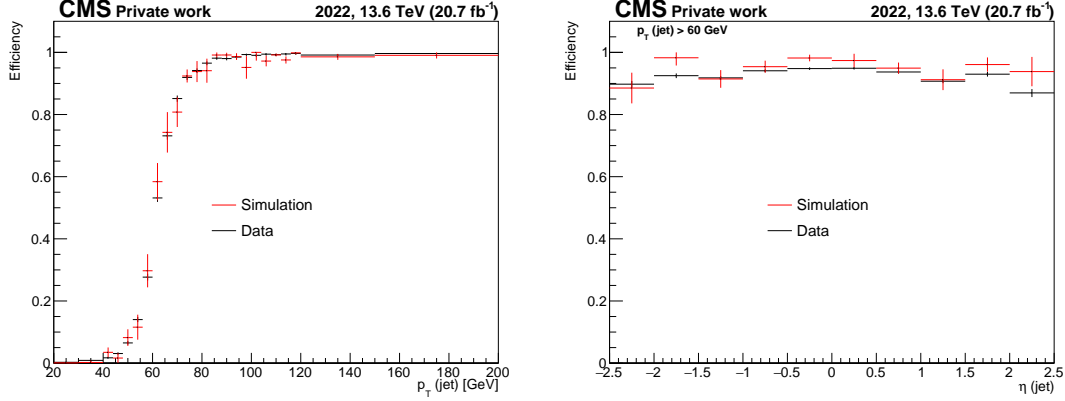 CMS Private work 2022, 13.6 TeV (20.7 fb⁻¹)
Efficiency
1
0.8
0.6
0.4
0.2
0
Simulation
Data
20 40 60 80 100 120 140 160 180 200
p_T (jet) [GeV]
CMS Private work 2022, 13.6 TeV (20.7 fb⁻¹)
p_T (jet) > 60 GeV
Efficiency
1
0.8
0.6
0.4
0.2
0
Simulation
Data
−2.5 −2 −1.5 −1 −0.5 0 0.5 1 1.5 2 2.5
η (jet)